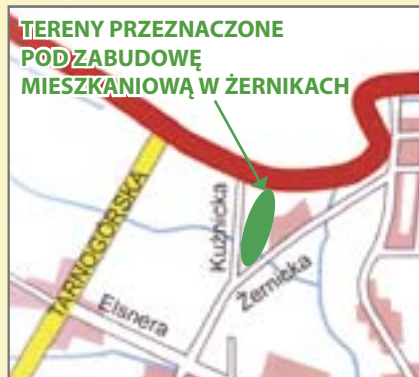 TERENY PRZEZNACZONE
POD ZABUDOWĘ
MIESZKANIOWĄ W ŻERNIKACH
TARNOGÓRSKA
Kuźnicka
Żernicka
Elsnera